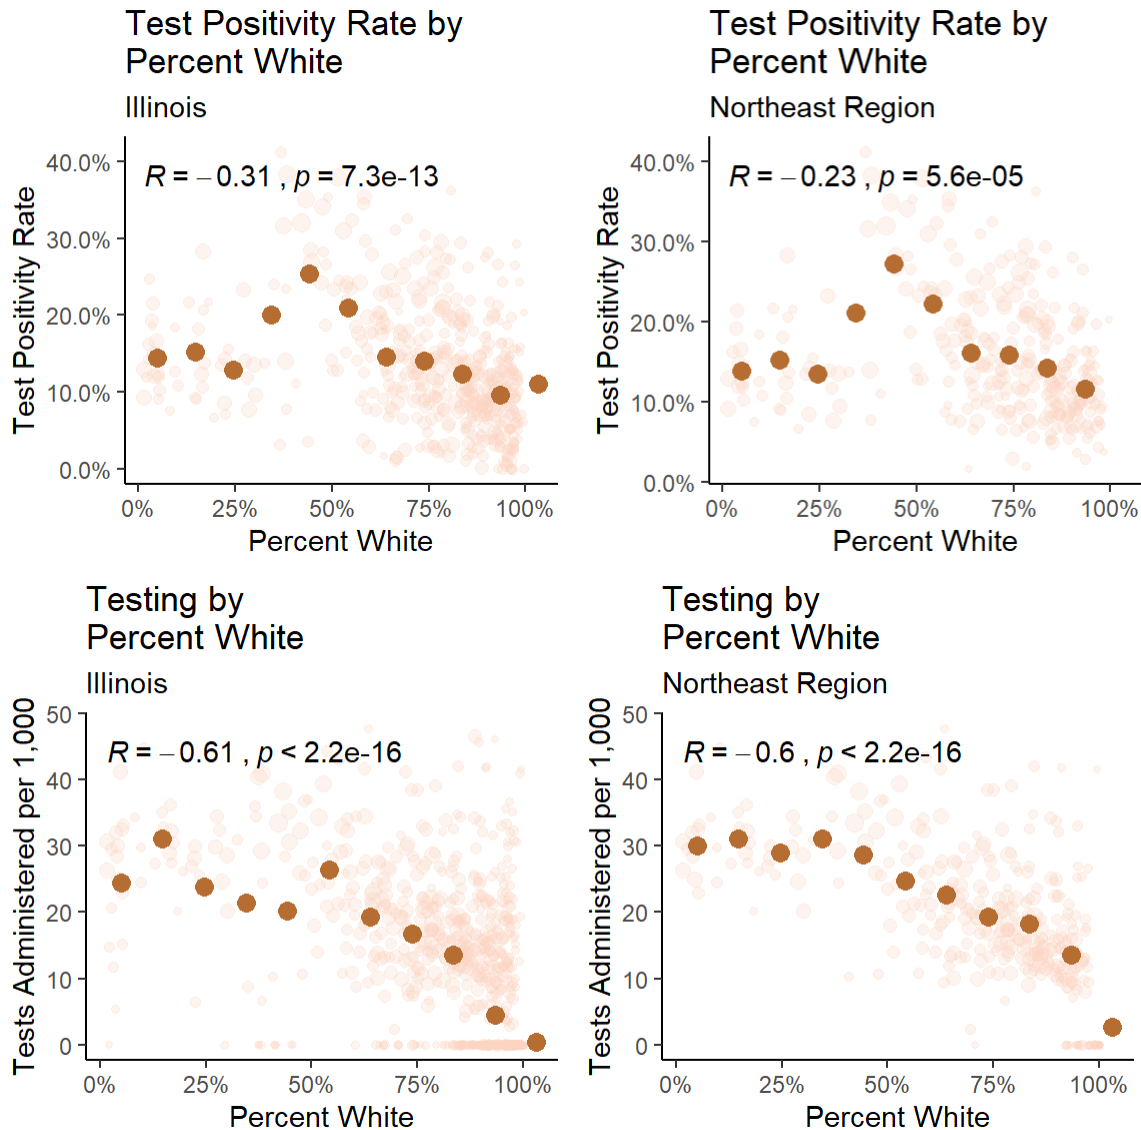 Test Positivity Rate by
Percent White
Illinois
Test Positivity Rate
40.0%
30.0%
20.0%
10.0%
0.0%
R = − 0.31 , p = 7.3e-13
0% 25% 50% 75% 100%
Percent White
Test Positivity Rate by
Percent White
Northeast Region
Test Positivity Rate
40.0%
30.0%
20.0%
10.0%
0.0%
R = − 0.23 , p = 5.6e-05
0% 25% 50% 75% 100%
Percent White
Testing by
Percent White
Illinois
Tests Administered per 1,000
50
40
30
20
10
0
R = − 0.61 , p < 2.2e-16
0% 25% 50% 75% 100%
Percent White
Testing by
Percent White
Northeast Region
Tests Administered per 1,000
50
40
30
20
10
0
R = − 0.6 , p < 2.2e-16
0% 25% 50% 75% 100%
Percent White